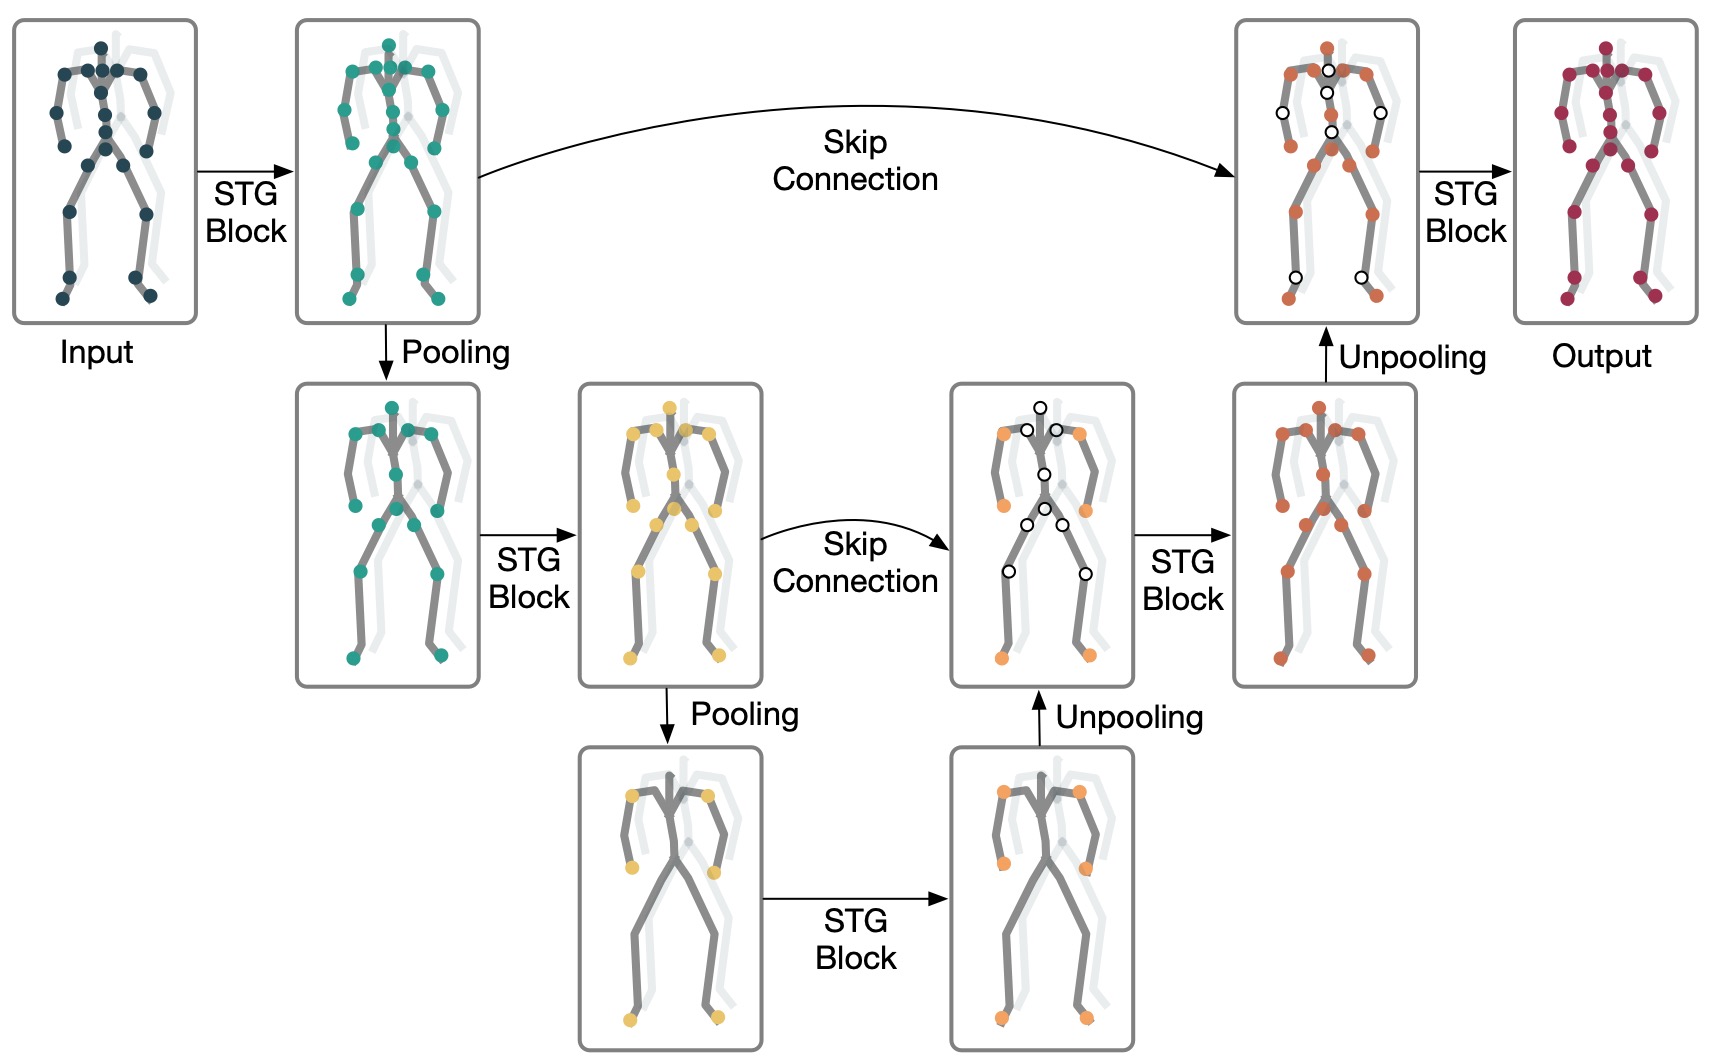 Skip
Connection
STG
Block
STG
Block
Input
Pooling
Unpooling
Output
STG
Block
Skip
Connection
STG
Block
Pooling
Unpooling
STG
Block